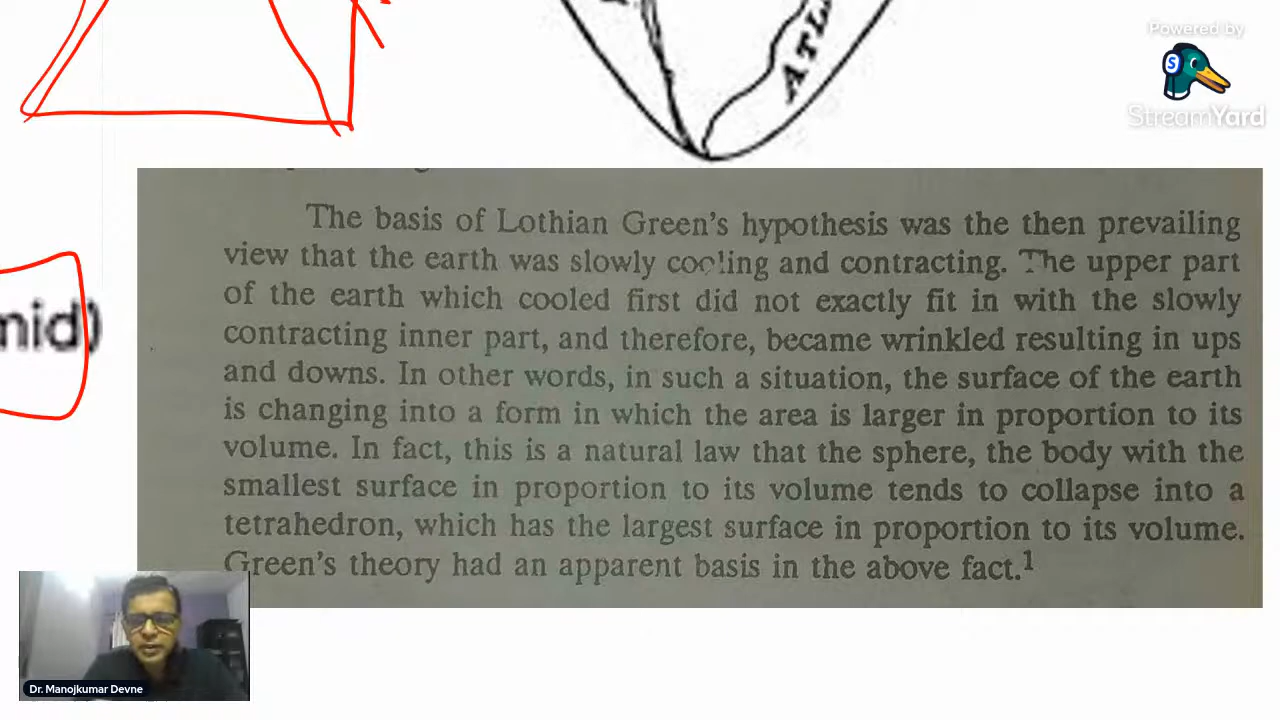 Powered by
StreamYard
ATL
mid)
The basis of Lothian Green's hypothesis was the then prevailing
view that the earth was slowly cooling and contracting. The upper part
of the earth which cooled first did not exactly fit in with the slowly
contracting inner part, and therefore, became wrinkled resulting in ups
and downs. In other words, in such a situation, the surface of the earth
is changing into a form in which the area is larger in proportion to its
volume. In fact, this is a natural law that the sphere, the body with the
smallest surface in proportion to its volume tends to collapse into a
tetrahedron, which has the largest surface in proportion to its volume.
Green's theory had an apparent basis in the above fact.¹
Dr. Manojkumar Devne